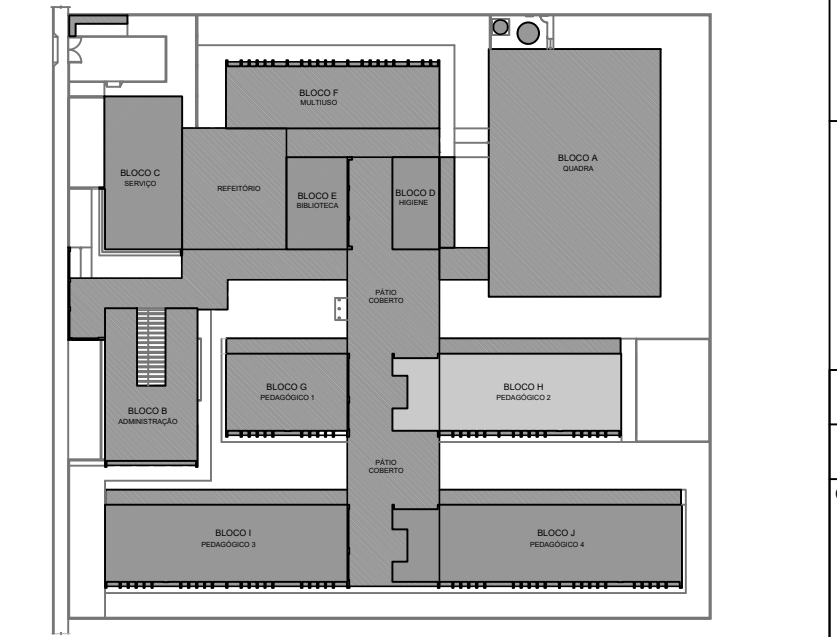 BLOCO F
MULTIUSO
BLOCO A
QUADRA
BLOCO C
SERVIÇO
REFEITÓRIO
BLOCO E
BIBLIOTECA
BLOCO D
HIGIENE
PÁTIO
COBERTO
BLOCO G
PEDAGÓGICO 1
BLOCO H
PEDAGÓGICO 2
BLOCO B
ADMINISTRAÇÃO
PÁTIO
COBERTO
BLOCO I
PEDAGÓGICO 3
BLOCO J
PEDAGÓGICO 4